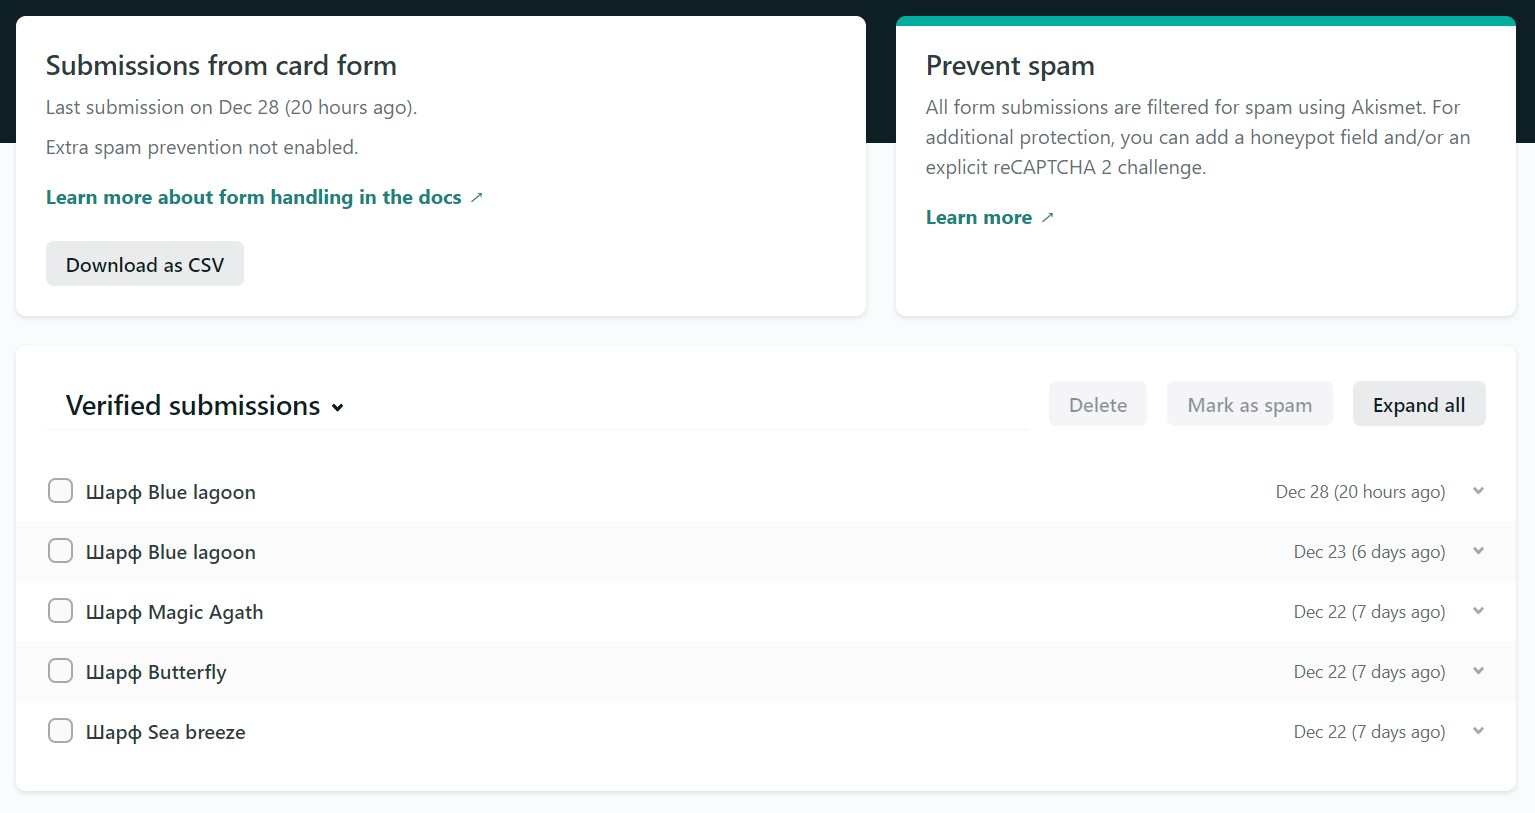 Submissions from card form
Last submission on Dec 28 (20 hours ago).
Extra spam prevention not enabled.
Learn more about form handling in the docs ↗
Download as CSV
Prevent spam
All form submissions are filtered for spam using Akismet. For
additional protection, you can add a honeypot field and/or an
explicit reCAPTCHA 2 challenge.
Learn more ↗
Verified submissions
Delete
Mark as spam
Expand all
Шарф Blue lagoon
Dec 28 (20 hours ago)
Шарф Blue lagoon
Dec 23 (6 days ago)
Шарф Magic Agath
Dec 22 (7 days ago)
Шарф Butterfly
Dec 22 (7 days ago)
Шарф Sea breeze
Dec 22 (7 days ago)